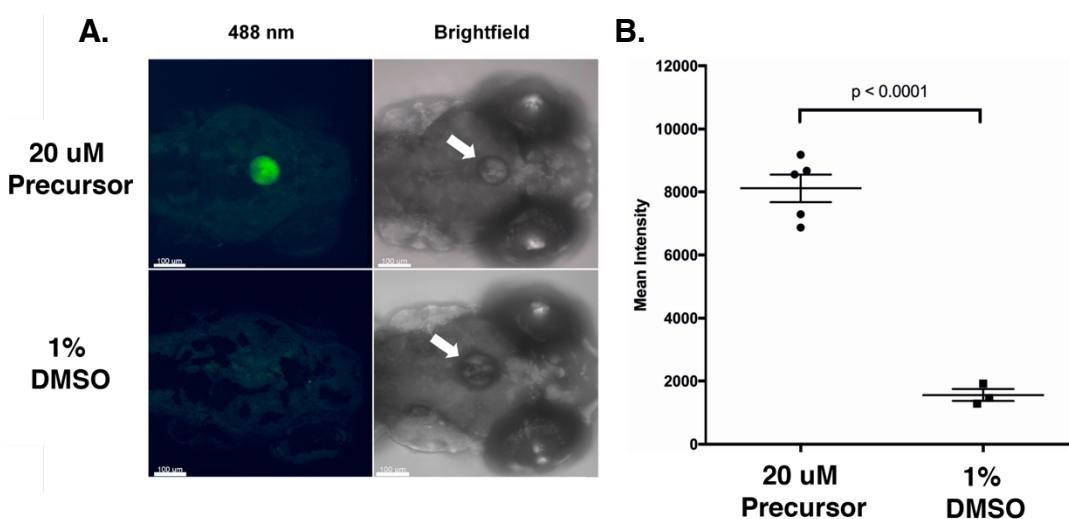 A.
488 nm
Brightfield
20 uM
Precursor
100 um
100 um
1%
DMSO
100 um
100 um
B.
12000
10000
8000
6000
4000
2000
0
Mean Intensity
p < 0.0001
20 uM
Precursor
1%
DMSO